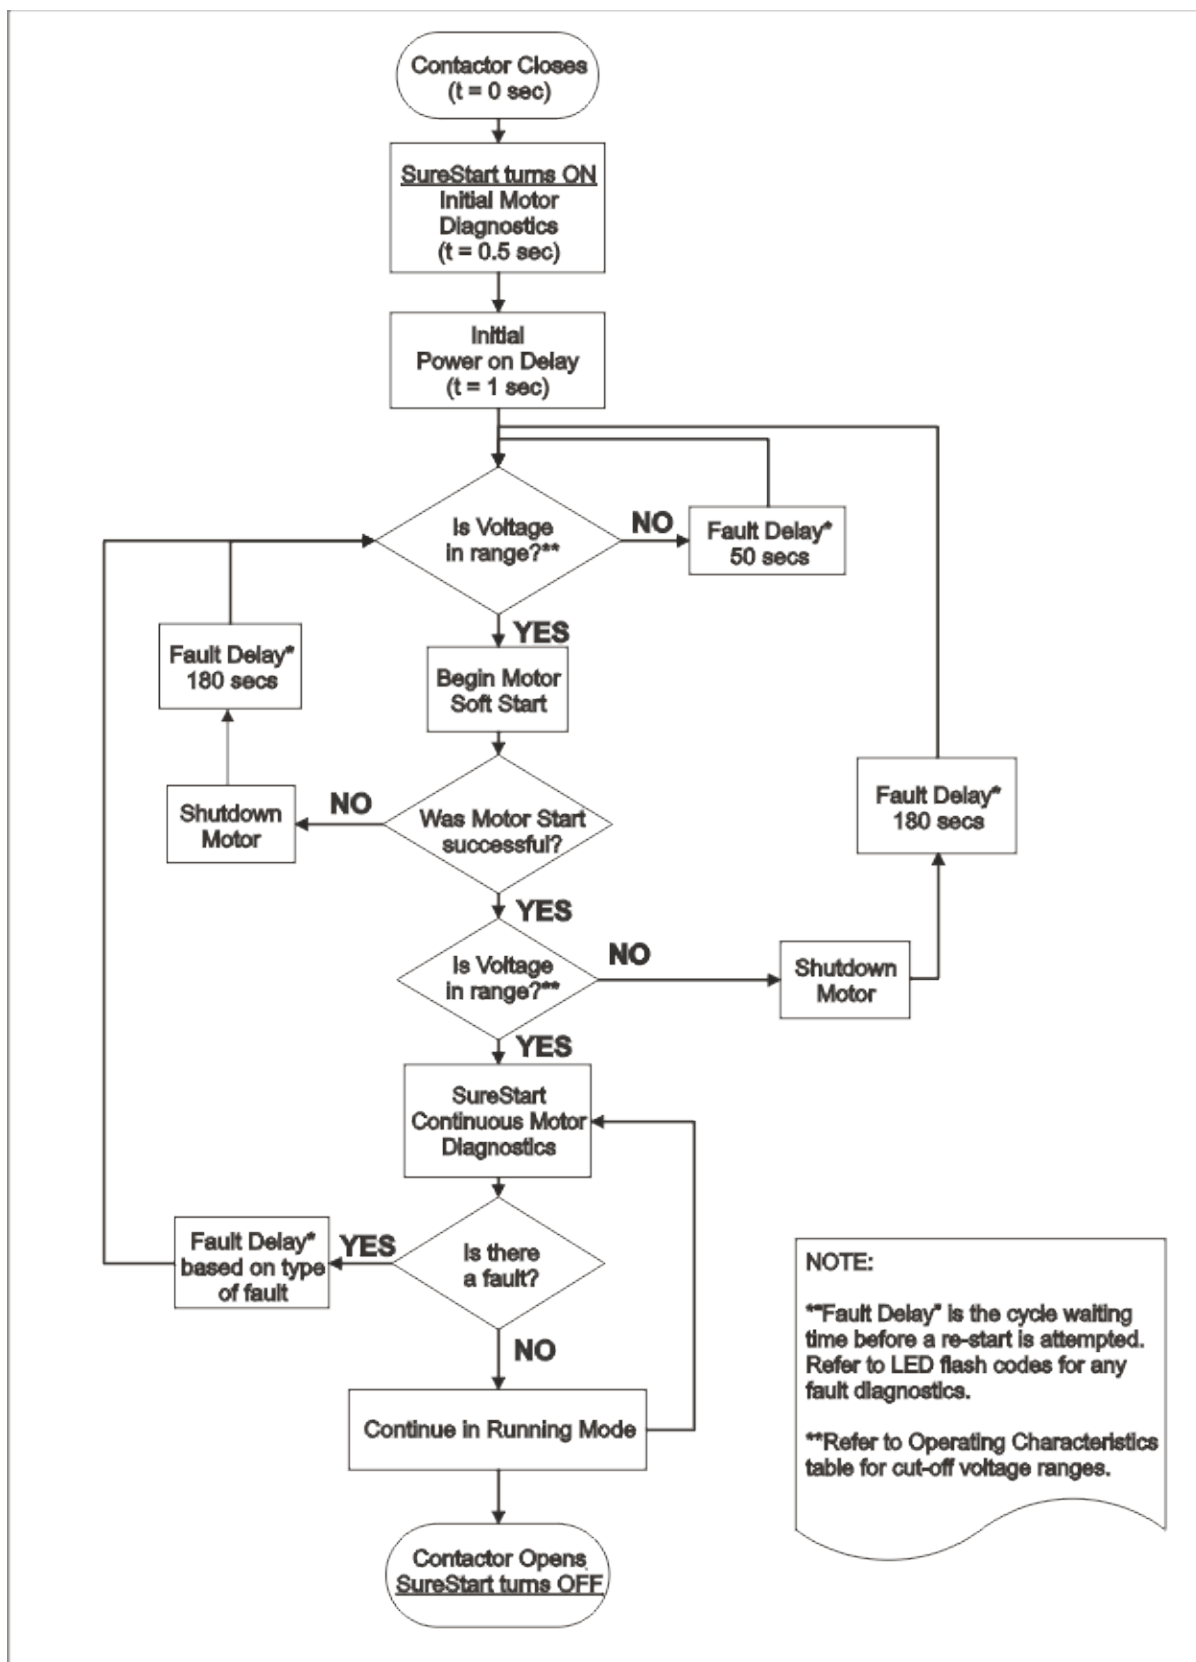 Contactor Closes
(t = 0 sec)
SureStart turns ON
Initial Motor
Diagnostics
(t = 0.5 sec)
Initial
Power on Delay
(t = 1 sec)
Is Voltage
in range?**
NO
Fault Delay*
50 secs
YES
Fault Delay*
180 secs
Begin Motor
Soft Start
Shutdown
Motor
NO
Was Motor Start
successful?
Fault Delay*
180 secs
YES
Is Voltage
in range?**
NO
Shutdown
Motor
YES
SureStart
Continuous Motor
Diagnostics
Fault Delay*
based on type
of fault
YES
Is there
a fault?
NO
Continue in Running Mode
Contactor Opens
SureStart turns OFF
NOTE:
*"Fault Delay" is the cycle waiting
time before a re-start is attempted.
Refer to LED flash codes for any
fault diagnostics.
**Refer to Operating Characteristics
table for cut-off voltage ranges.